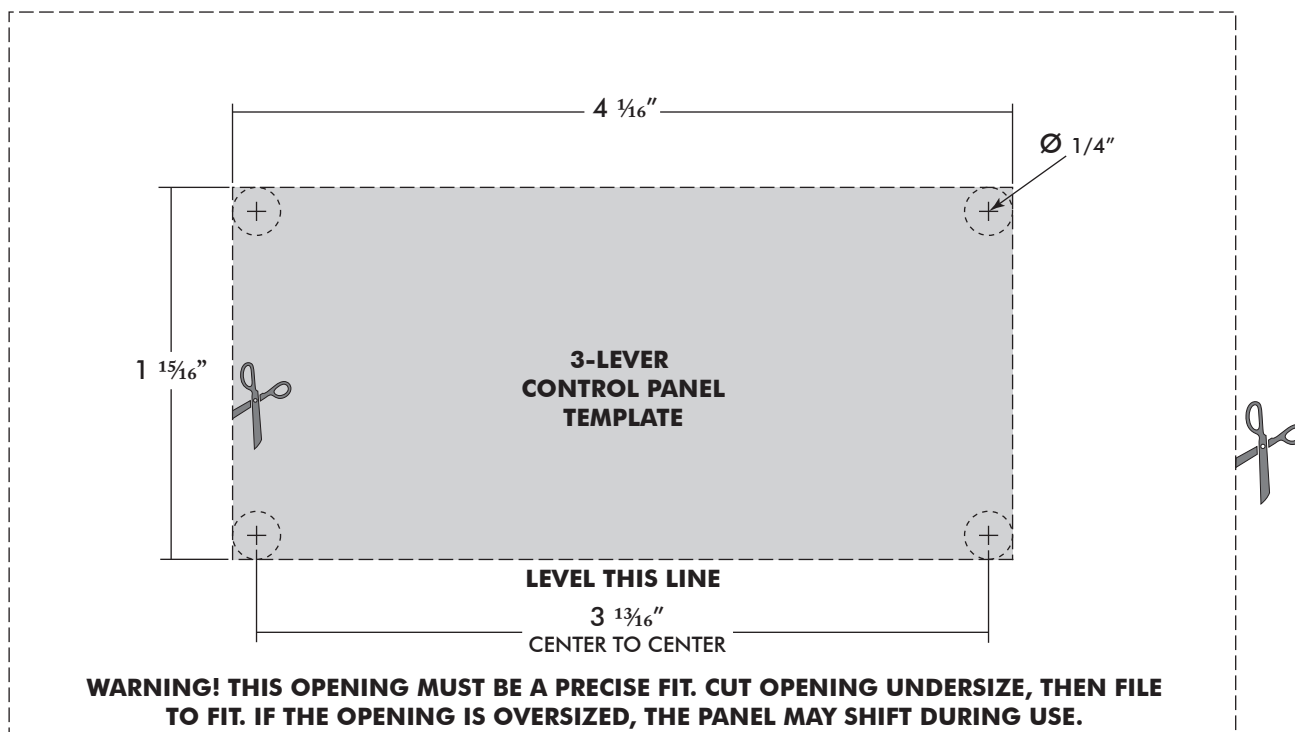 4 1/16"
Ø 1/4"
1 15/16"
3-LEVER
CONTROL PANEL
TEMPLATE
LEVEL THIS LINE
3 13/16"
CENTER TO CENTER
WARNING! THIS OPENING MUST BE A PRECISE FIT. CUT OPENING UNDERSIZE, THEN FILE
TO FIT. IF THE OPENING IS OVERSIZED, THE PANEL MAY SHIFT DURING USE.